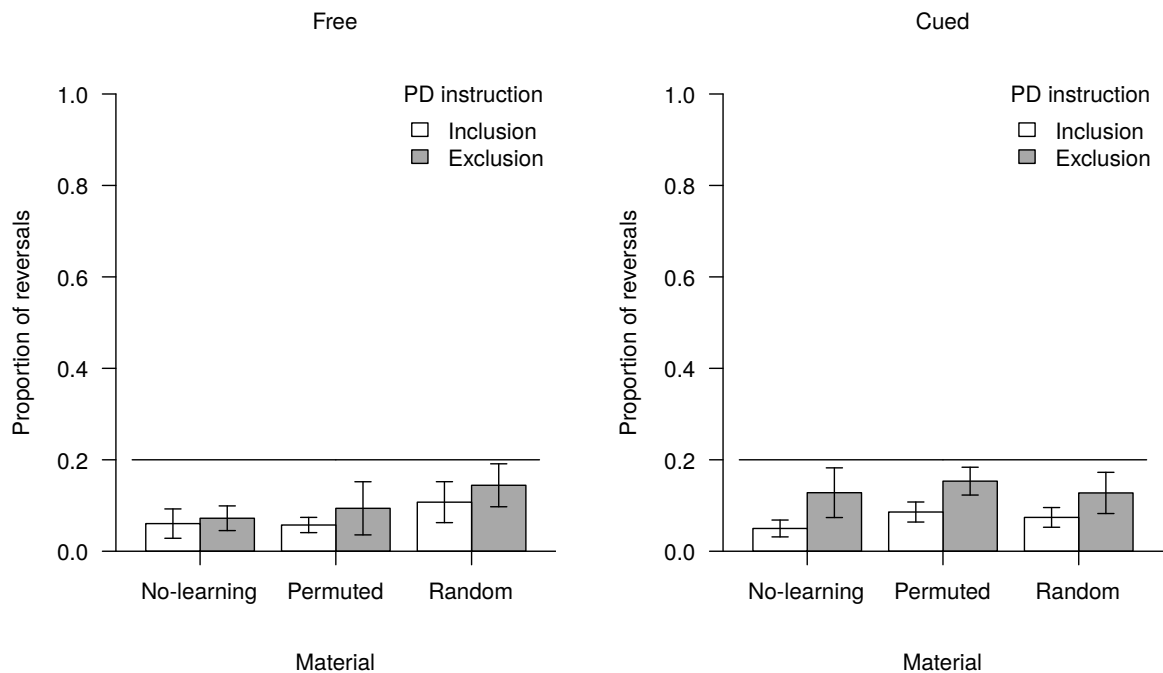 Free
PD instruction
Inclusion
Exclusion
Proportion of reversals
1.0
0.8
0.6
0.4
0.2
0.0
No-learning Permuted Random
Material
Cued
PD instruction
Inclusion
Exclusion
Proportion of reversals
1.0
0.8
0.6
0.4
0.2
0.0
No-learning Permuted Random
Material